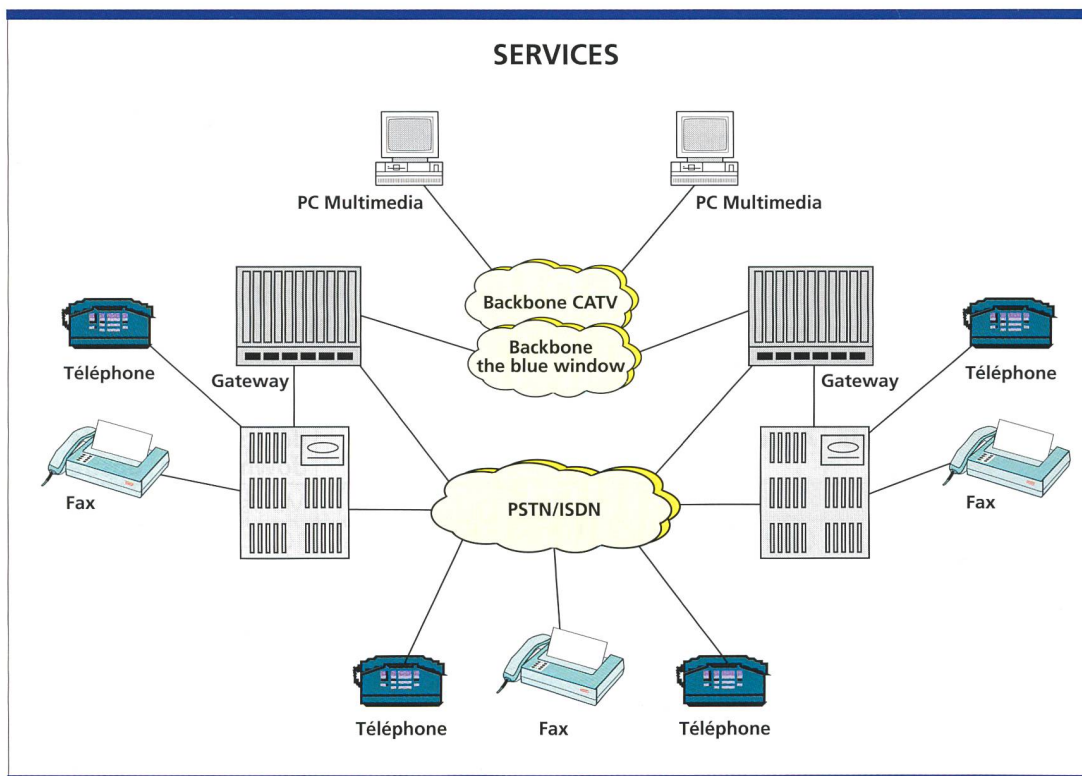 SERVICES
PC Multimedia
PC Multimedia
Backbone CATV
Backbone
the blue window
Téléphone
Gateway
Gateway
Téléphone
Fax
PSTN/ISDN
Fax
Téléphone
Fax
Téléphone